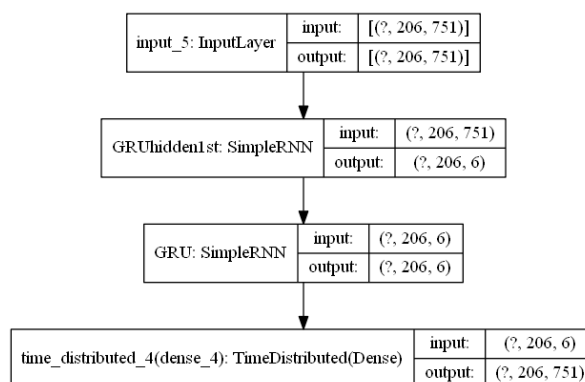 input_5: InputLayer
input: [(?, 206, 751)]
output: [(?, 206, 751)]
GRUhidden1st: SimpleRNN
input: (?, 206, 751)
output: (?, 206, 6)
GRU: SimpleRNN
input: (?, 206, 6)
output: (?, 206, 6)
time_distributed_4(dense_4): TimeDistributed(Dense)
input: (?, 206, 6)
output: (?, 206, 751)